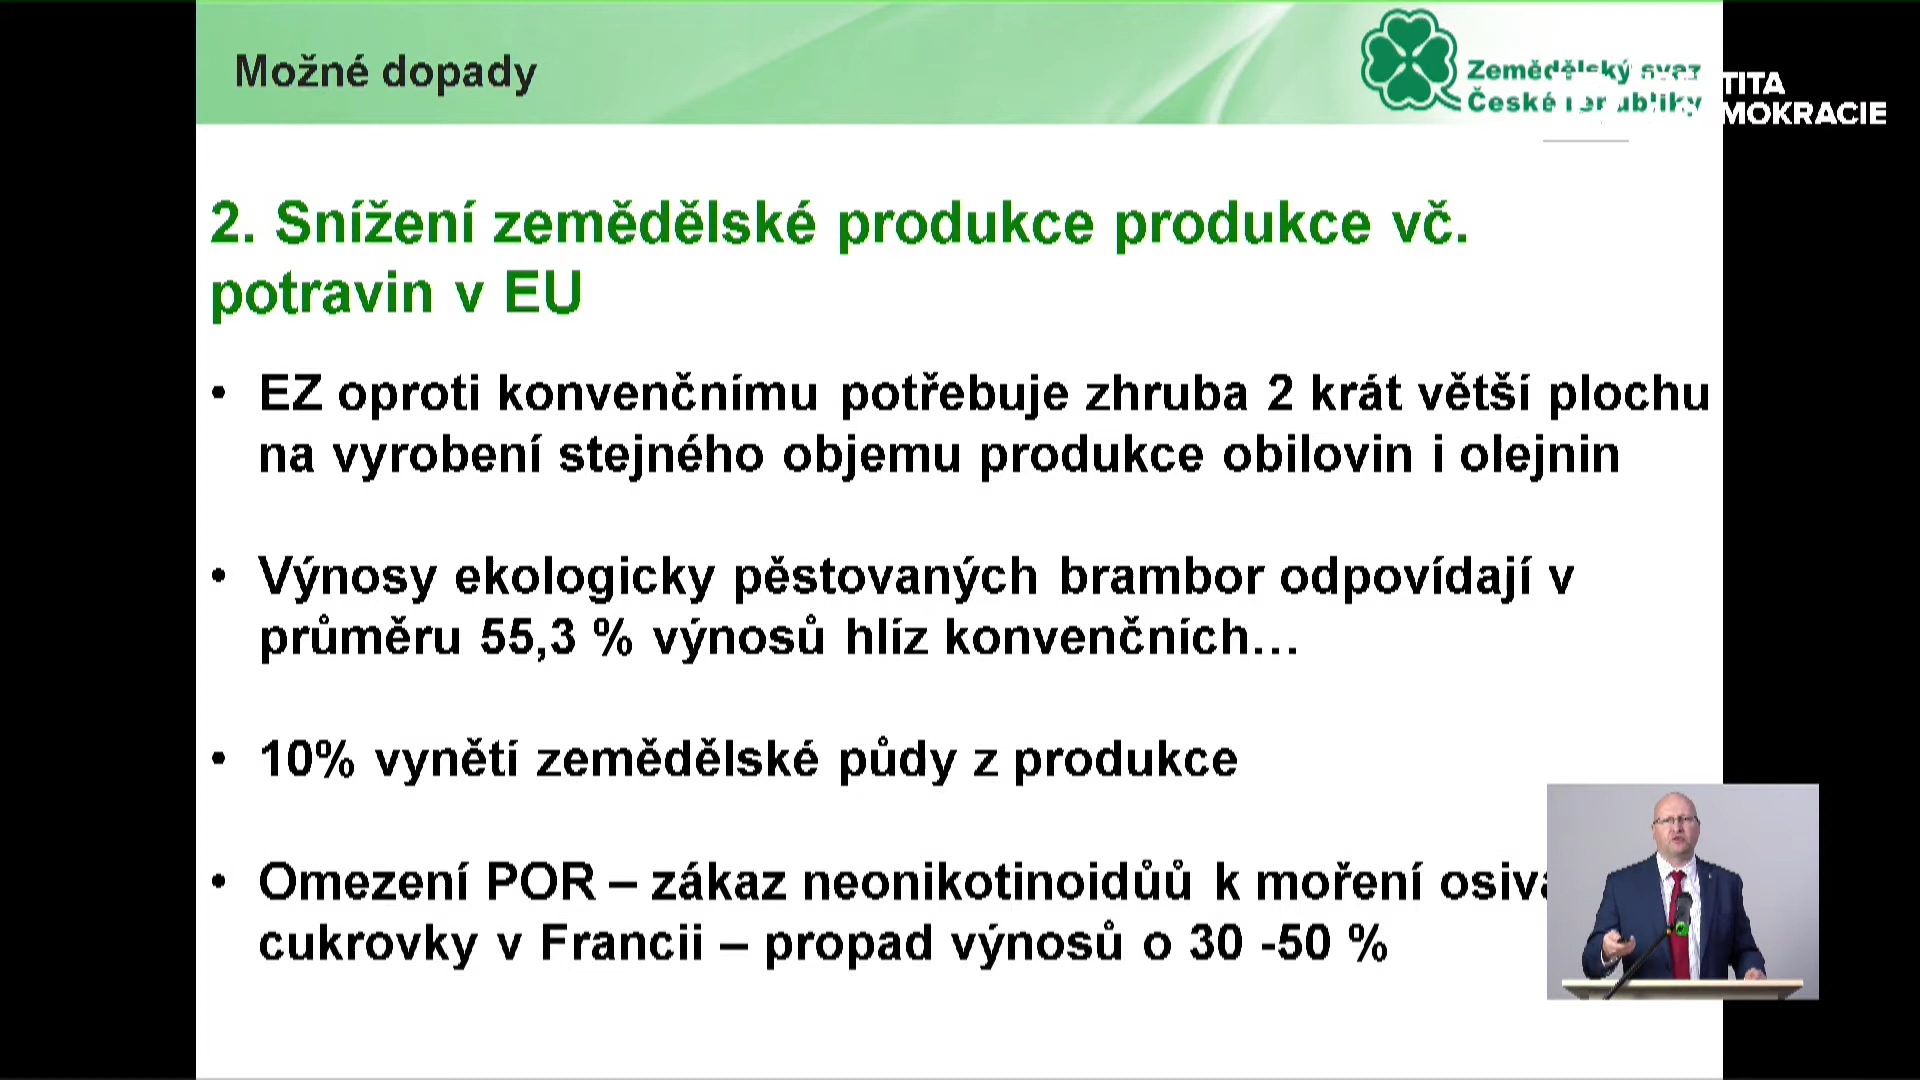 Možné dopady
Zemědělský svaz
České republiky
TITA
MOKRACIE
2. Snížení zemědělské produkce produkce vč.
potravin v EU
• EZ oproti konvenčnímu potřebuje zhruba 2 krát větší plochu
na vyrobení stejného objemu produkce obilovin i olejnin
• Výnosy ekologicky pěstovaných brambor odpovídají v
průměru 55,3 % výnosů hlíz konvenčních…
• 10% vynětí zemědělské půdy z produkce
• Omezení POR – zákaz neonikotinoidůů k moření osiva
cukrovky v Francii – propad výnosů o 30 -50 %